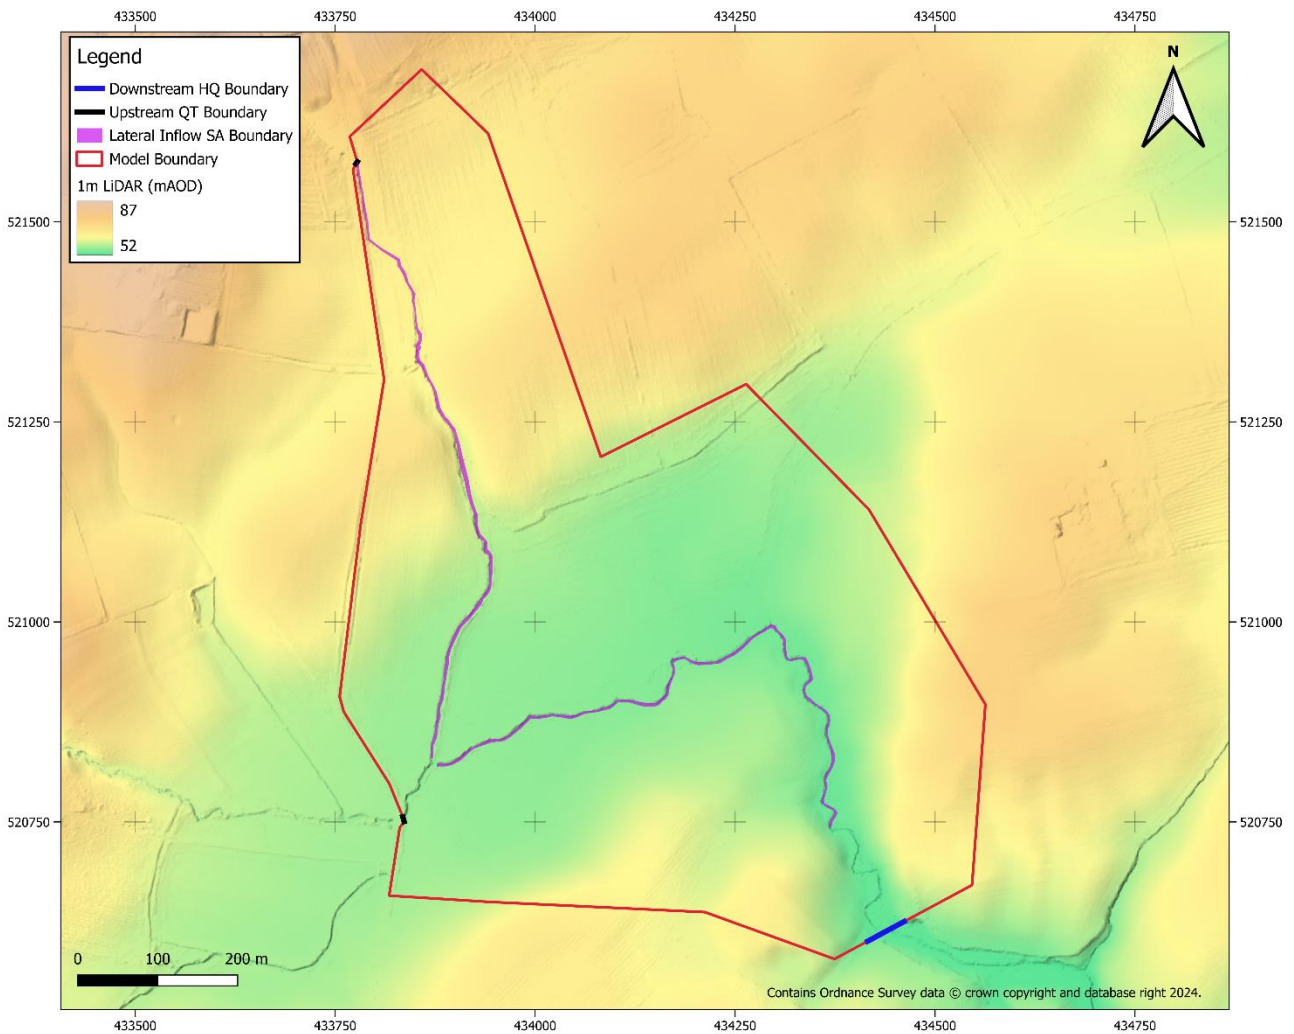 433500 433750 434000 434250 434500 434750
Legend
Downstream HQ Boundary
Upstream QT Boundary
Lateral Inflow SA Boundary
Model Boundary
1m LiDAR (mAOD)
87
52
N
521500 521500
521250 521250
521000 521000
520750 520750
0 100 200 m
Contains Ordnance Survey data © crown copyright and database right 2024.
433500 433750 434000 434250 434500 434750